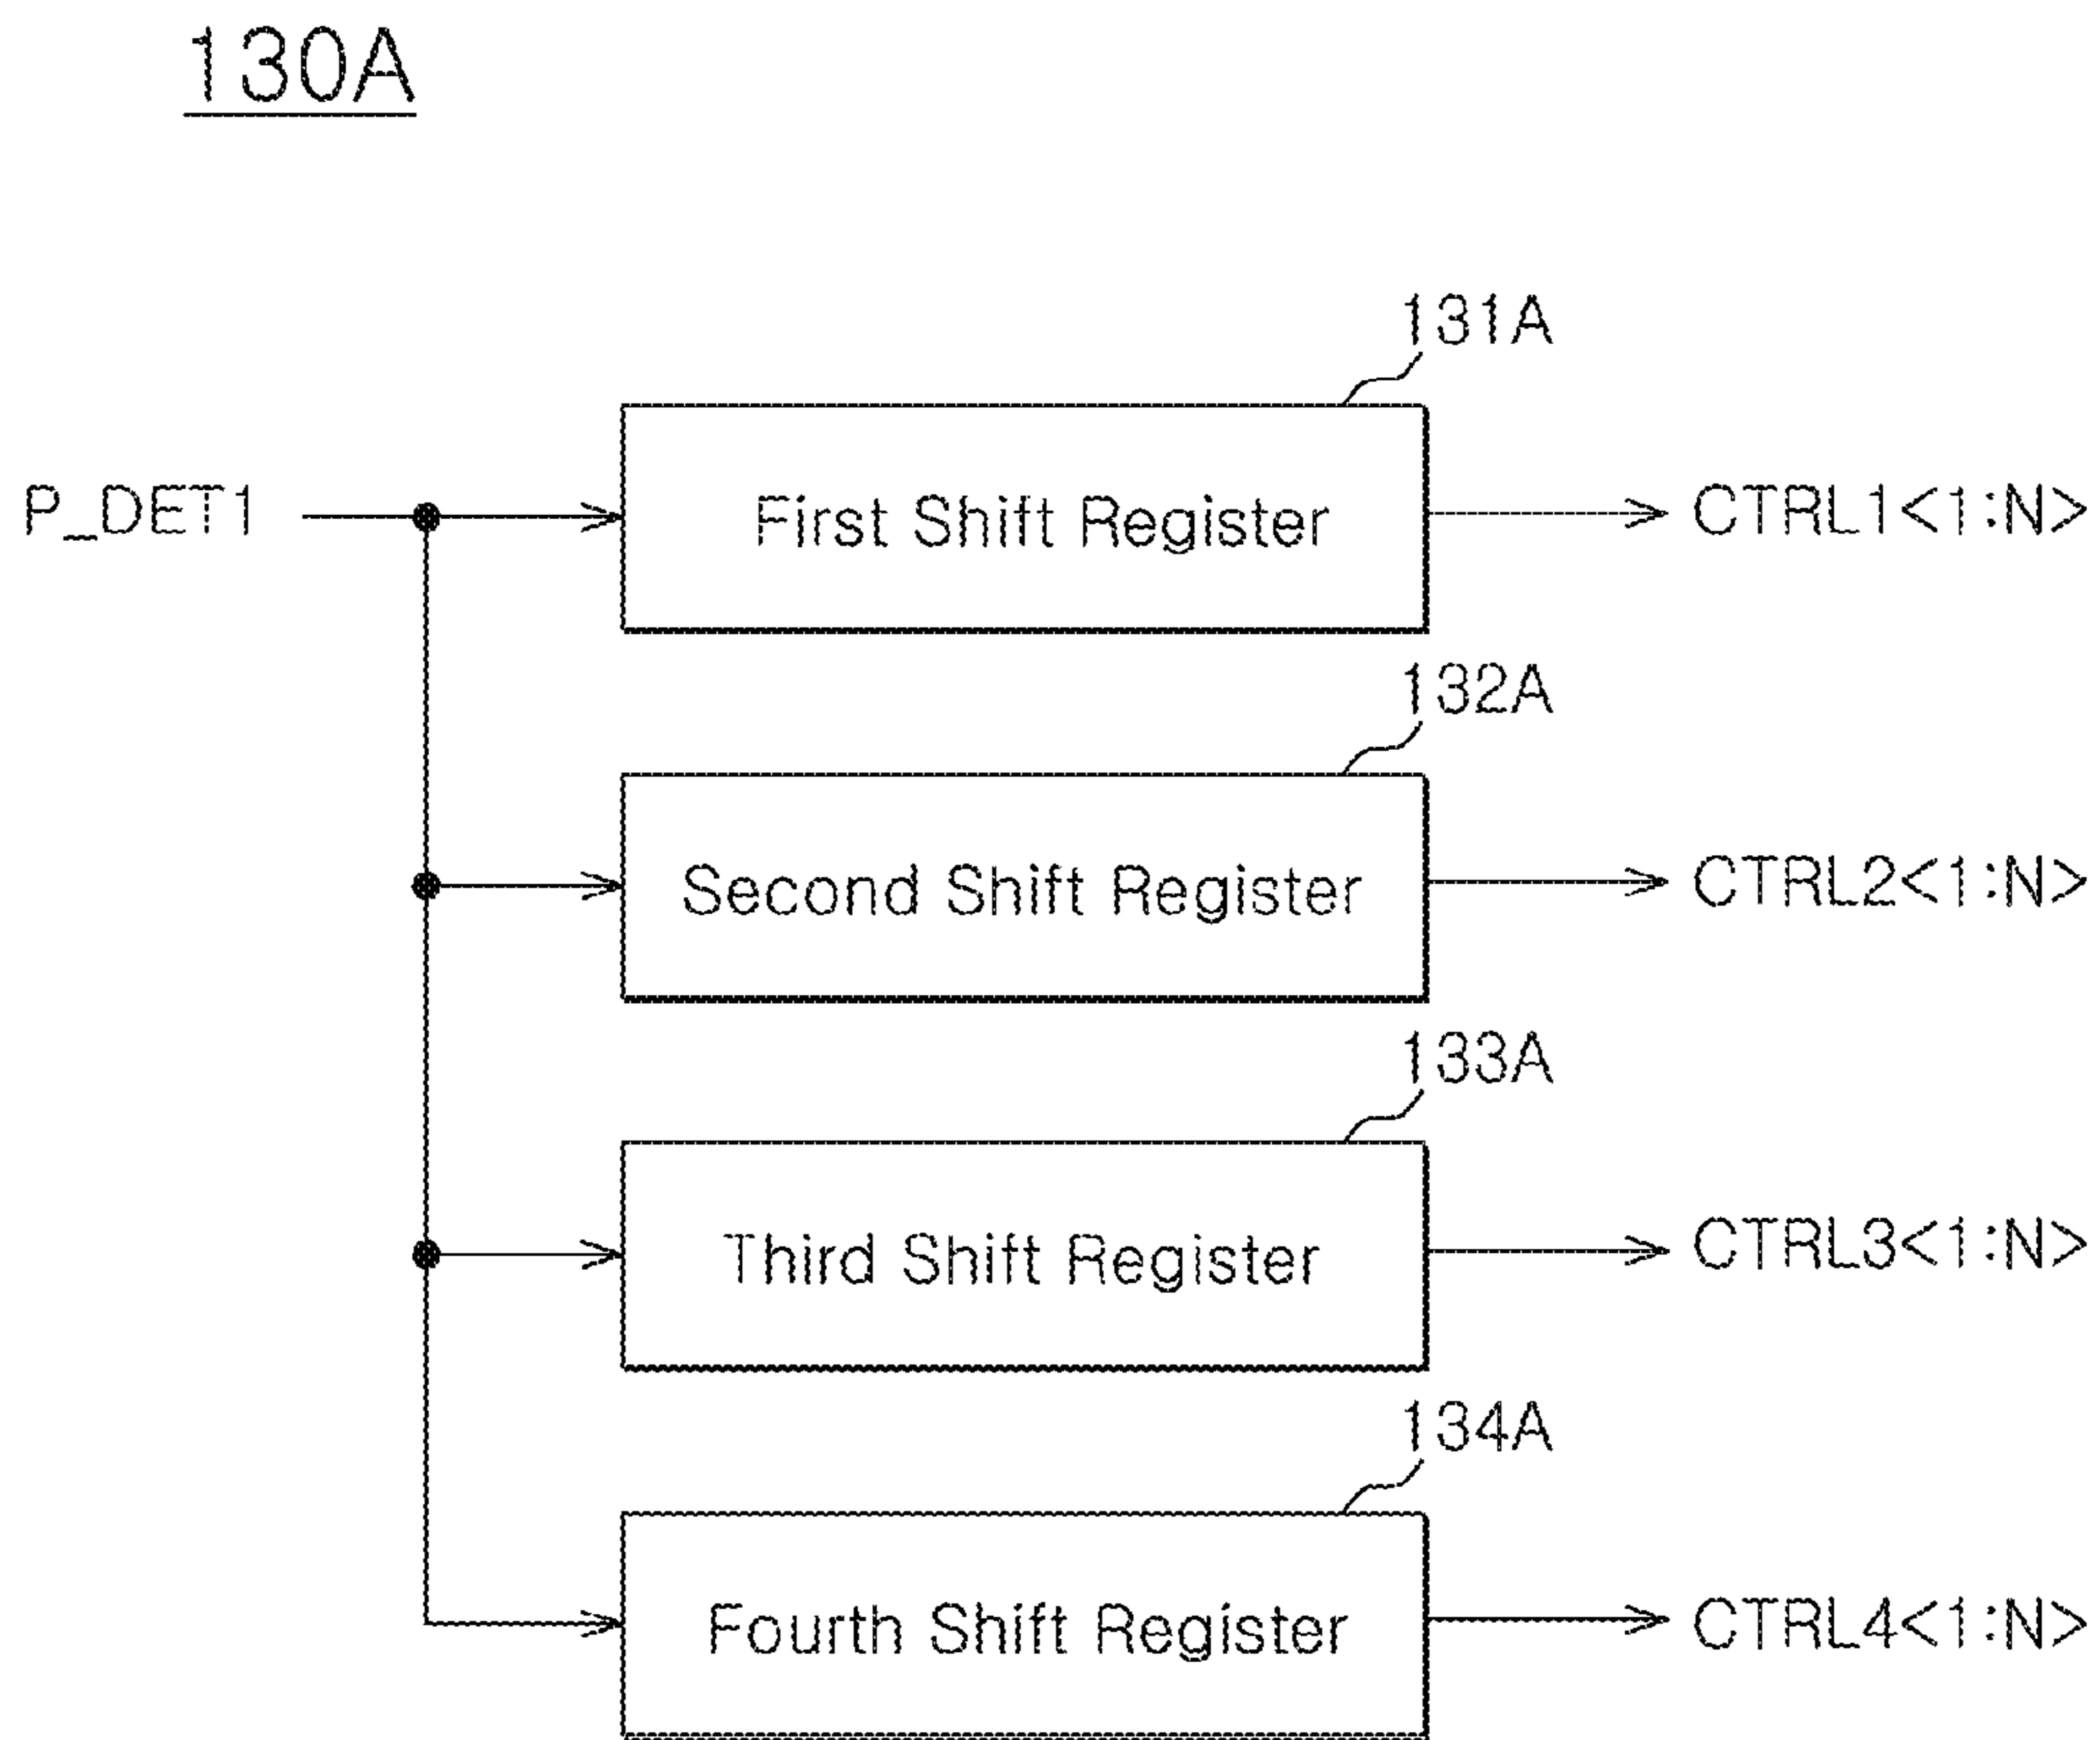 130A
131A
P_DET1
First Shift Register
CTRL1<1:N>
132A
Second Shift Register
CTRL2<1:N>
133A
Third Shift Register
CTRL3<1:N>
134A
Fourth Shift Register
CTRL4<1:N>